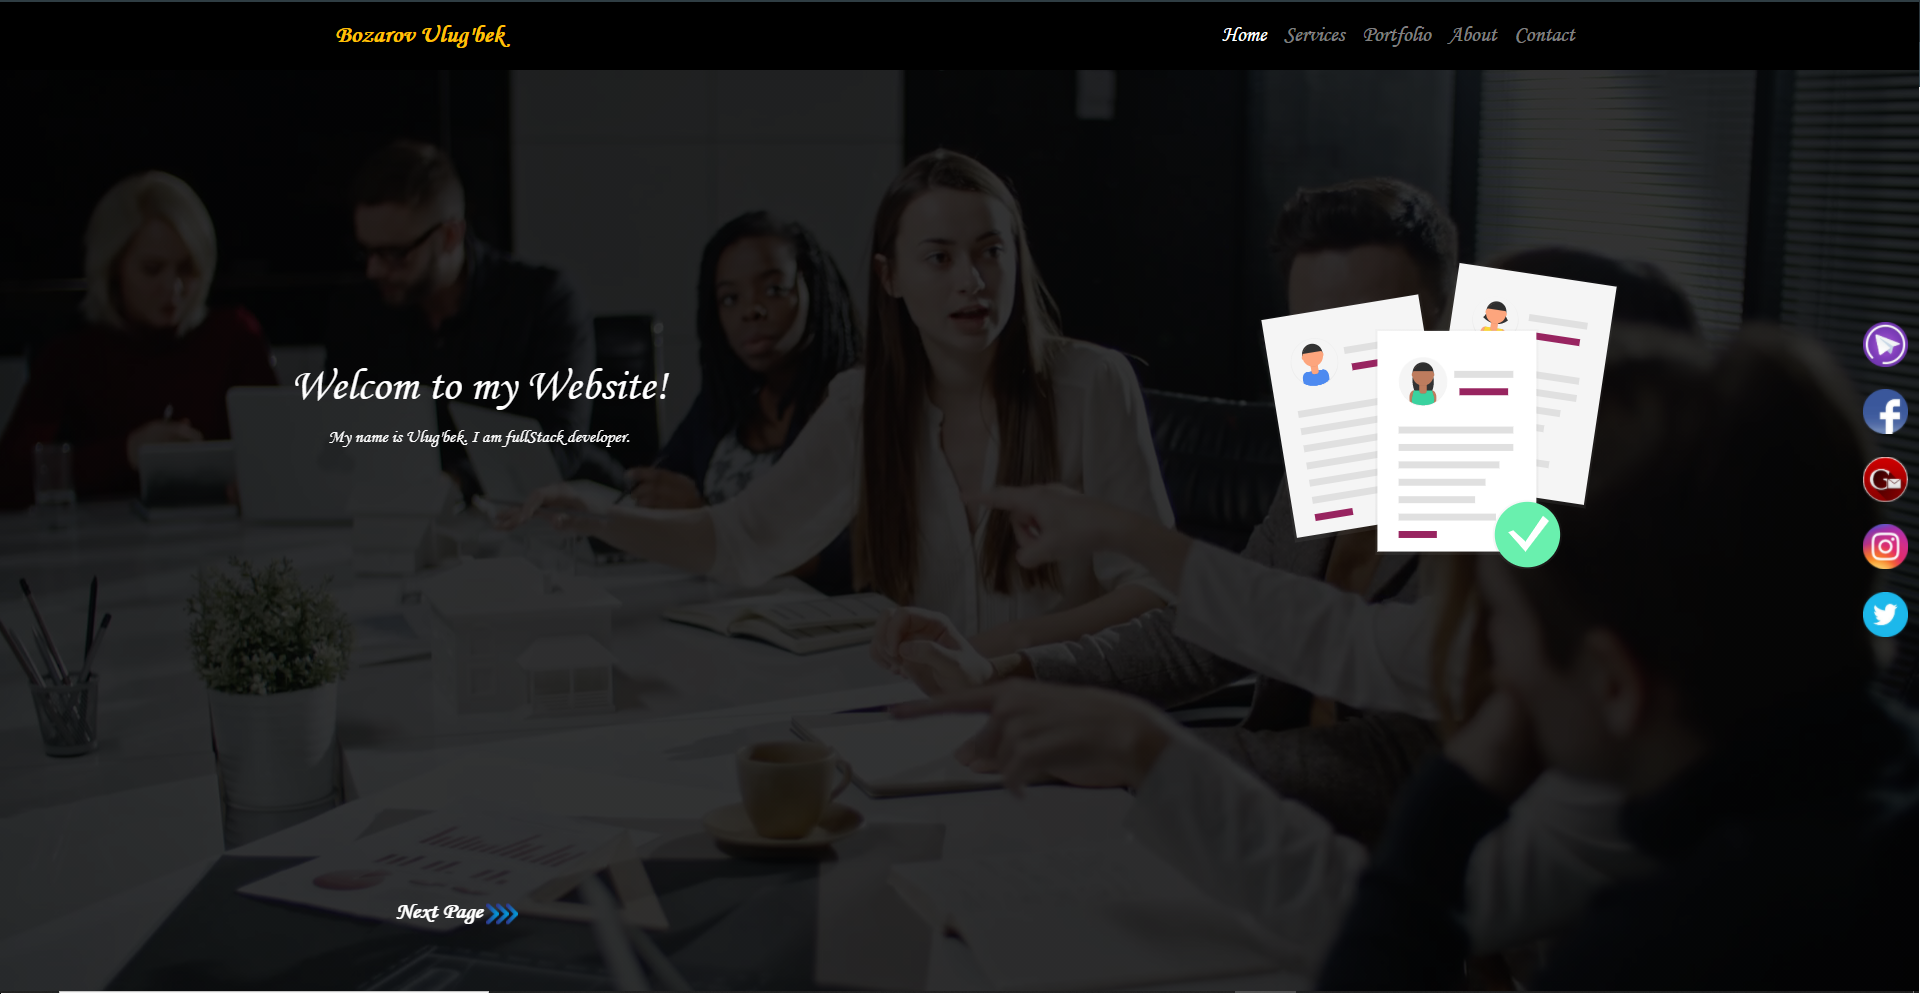 Bozarov Ulug'bek
Home Services Portfolio About Contact
Welcom to my Website!
My name is Ulug'bek. I am fullStack developer.
Next Page